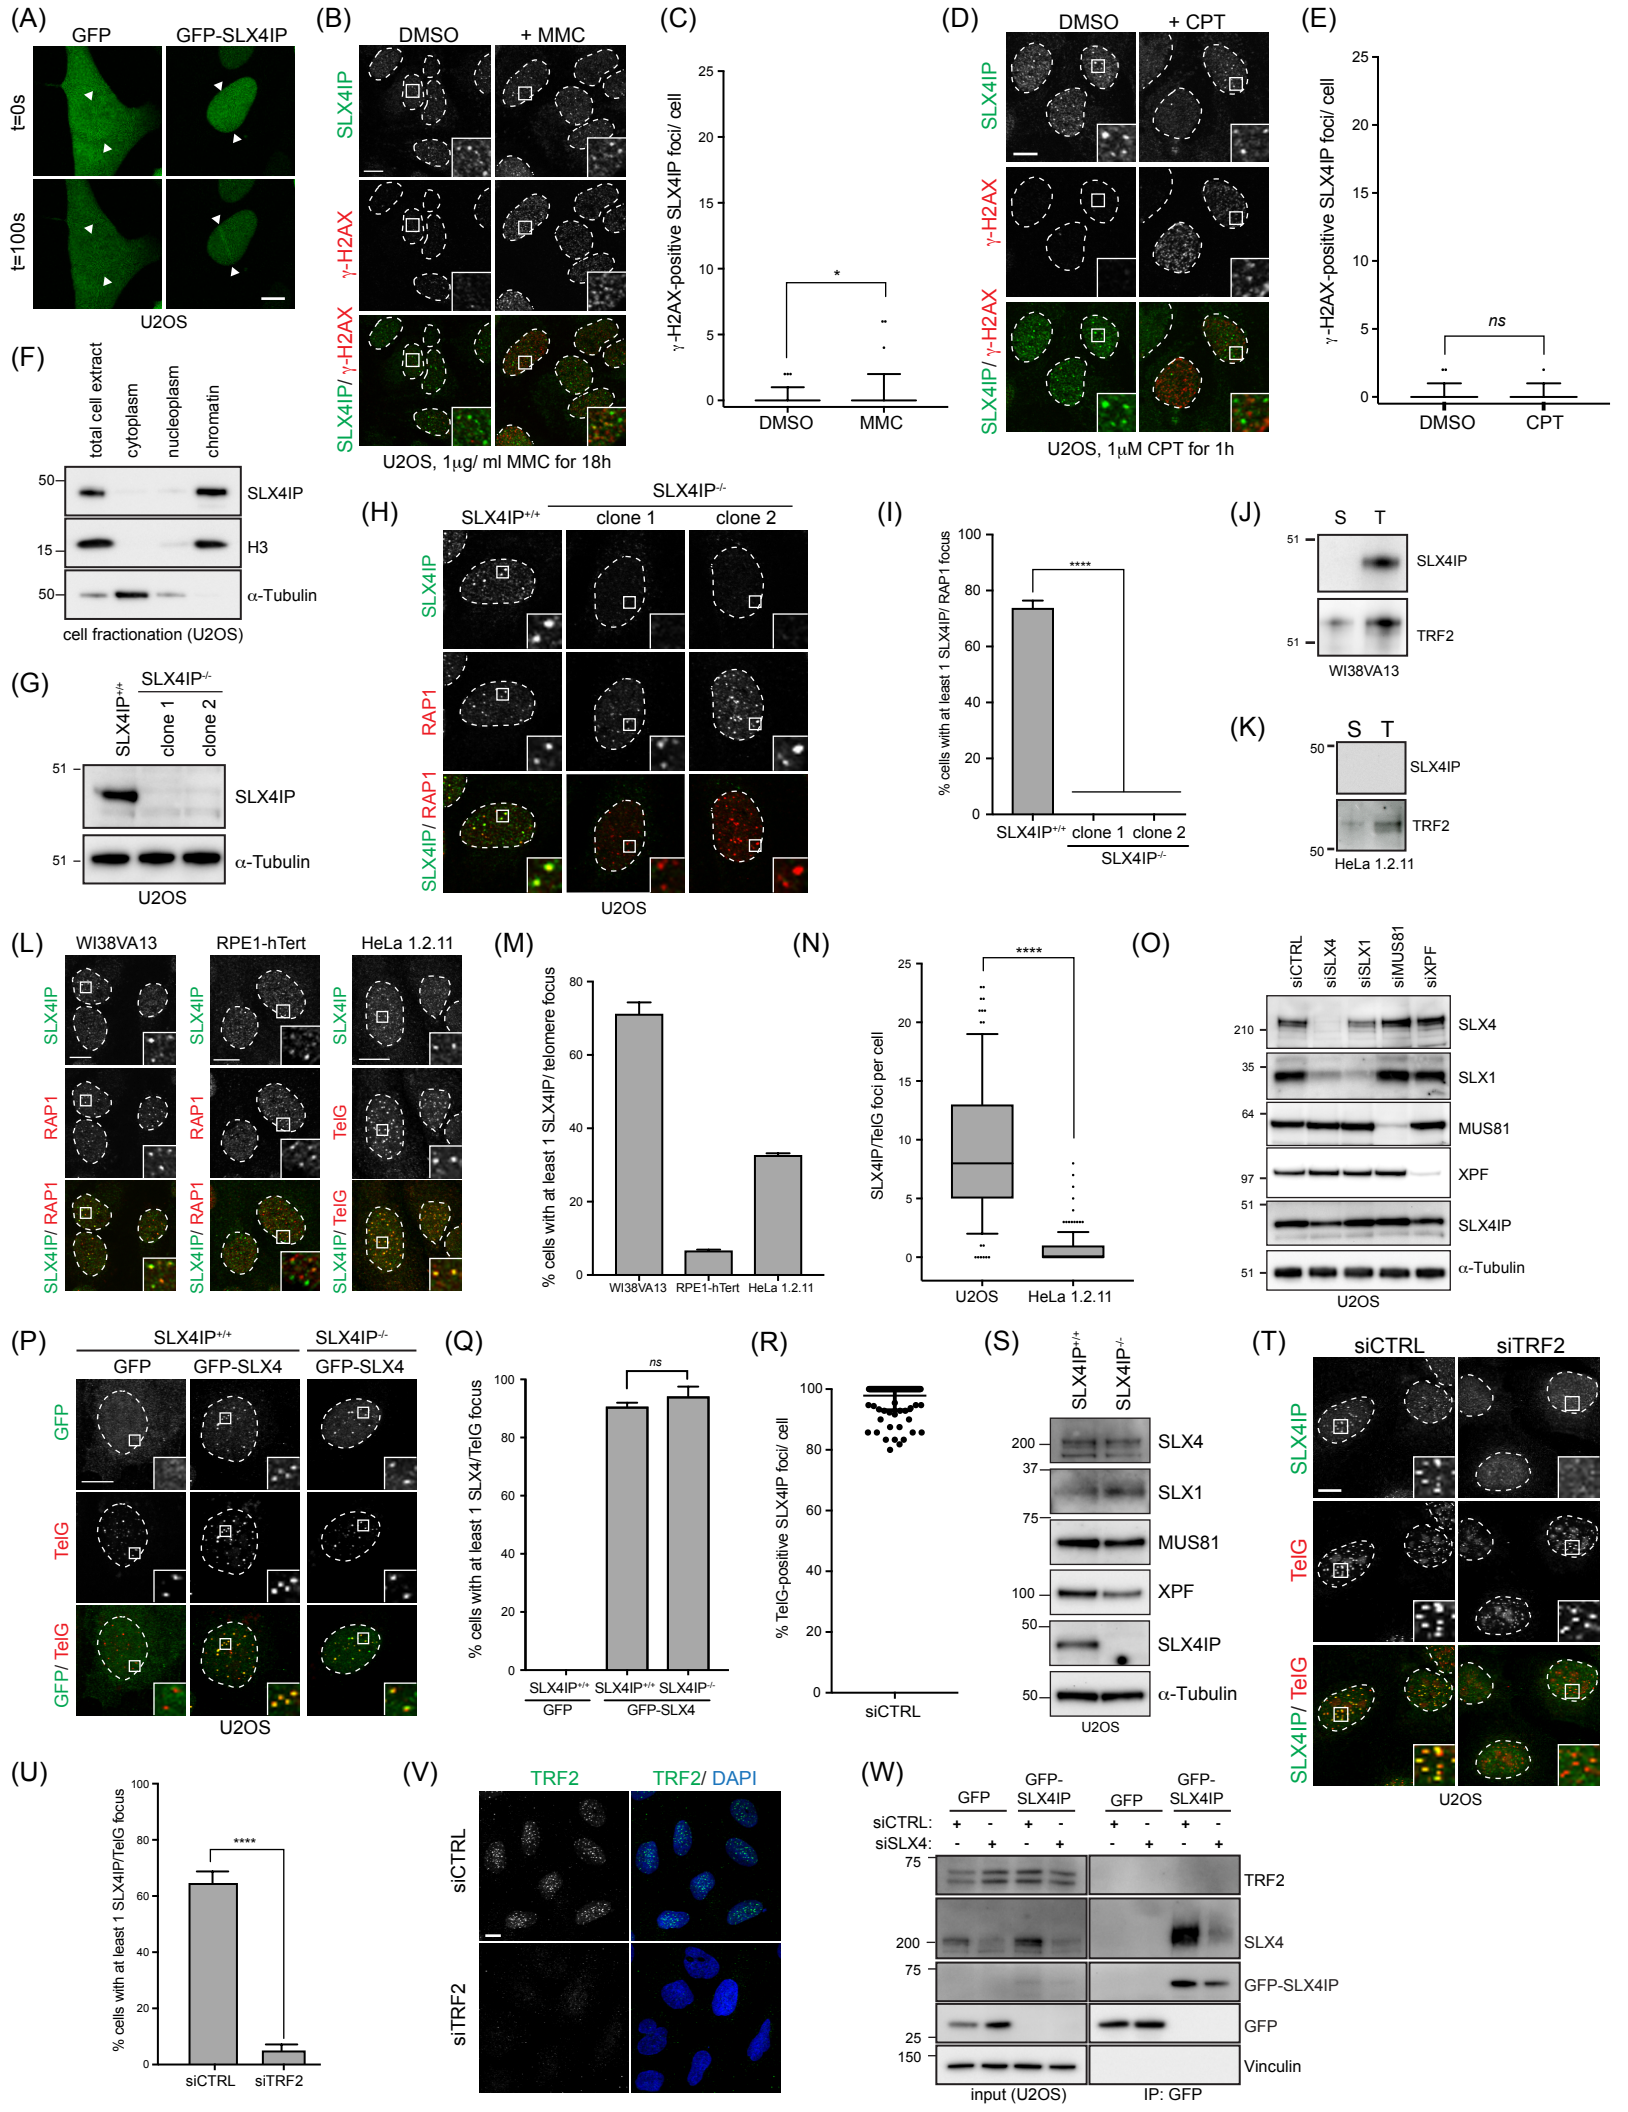 (A)
GFP
GFP-SLX4IP
t=0s
t=100s
U2OS
(B)
DMSO
+ MMC
SLX4IP
γ-H2AX
SLX4IP/ γ-H2AX
U2OS, 1μg/ ml MMC for 18h
(C)
γ-H2AX-positive SLX4IP foci/ cell
25
20
15
10
5
0
*
DMSO
MMC
(D)
DMSO
+ CPT
SLX4IP
γ-H2AX
SLX4IP/ γ-H2AX
U2OS, 1μM CPT for 1h
(E)
γ-H2AX-positive SLX4IP foci/ cell
25
20
15
10
5
0
ns
DMSO
CPT
(F)
total cell extract
cytoplasm
nucleoplasm
chromatin
50
SLX4IP
15
H3
50
α-Tubulin
cell fractionation (U2OS)
(G)
SLX4IP+/+
SLX4IP-/-
clone 1
clone 2
51
SLX4IP
51
α-Tubulin
U2OS
(H)
SLX4IP-/-
SLX4IP+/+
clone 1
clone 2
SLX4IP
RAP1
SLX4IP/ RAP1
U2OS
(I)
% cells with at least 1 SLX4IP/ RAP1 focus
100
80
60
40
20
0
****
SLX4IP+/+
clone 1
clone 2
SLX4IP-/-
(J)
S
T
51
SLX4IP
51
TRF2
WI38VA13
(K)
S
T
50
SLX4IP
TRF2
50
HeLa 1.2.11
(L)
WI38VA13
RPE1-hTert
HeLa 1.2.11
SLX4IP
SLX4IP
SLX4IP
RAP1
RAP1
TelG
SLX4IP/ RAP1
SLX4IP/ RAP1
SLX4IP/ TelG
(M)
% cells with at least 1 SLX4IP/ telomere focus
80
60
40
20
0
WI38VA13
RPE1-hTert
HeLa 1.2.11
(N)
SLX4IP/TelG foci per cell
25
20
15
10
5
0
****
U2OS
HeLa 1.2.11
(O)
siCTRL
siSLX4
siSLX1
siMUS81
siXPF
210
SLX4
35
SLX1
64
MUS81
97
XPF
51
SLX4IP
51
α-Tubulin
U2OS
(P)
SLX4IP+/+
SLX4IP-/-
GFP
GFP-SLX4
GFP-SLX4
GFP
TelG
GFP/ TelG
U2OS
(Q)
% cells with at least 1 SLX4/TelG focus
100
80
60
40
20
0
ns
SLX4IP+/+
SLX4IP+/+
SLX4IP-/-
GFP
GFP-SLX4
(R)
% TelG-positive SLX4IP foci/ cell
100
80
60
40
20
0
siCTRL
(S)
SLX4IP+/+
SLX4IP-/-
200
SLX4
37
SLX1
75
MUS81
100
XPF
50
SLX4IP
50
α-Tubulin
U2OS
(T)
siCTRL
siTRF2
SLX4IP
TelG
SLX4IP/ TelG
U2OS
(U)
% cells with at least 1 SLX4IP/TelG focus
100
80
60
40
20
0
****
siCTRL
siTRF2
(V)
TRF2
TRF2/ DAPI
siCTRL
siTRF2
(W)
GFP
GFP-
SLX4IP
GFP
GFP-
SLX4IP
siCTRL: + - + - + - + -
siSLX4: - + - + - + - +
75
TRF2
200
SLX4
75
GFP-SLX4IP
25
GFP
150
Vinculin
input (U2OS)
IP: GFP